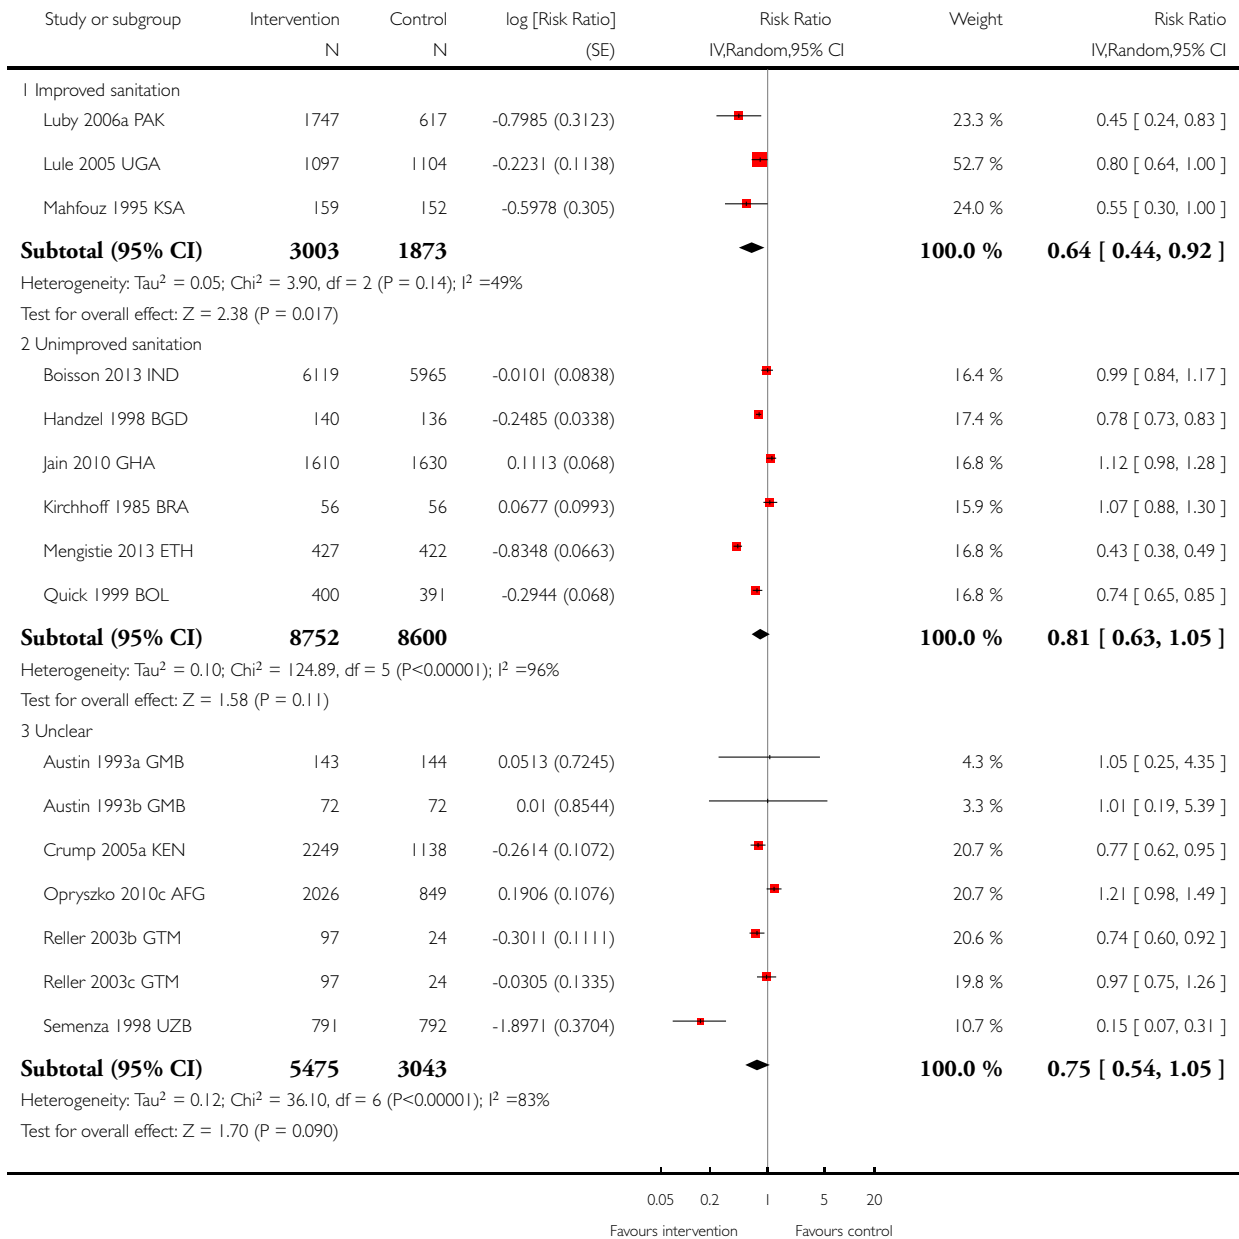 Study or subgroup Intervention Control log [Risk Ratio] Risk Ratio Weight Risk Ratio
N N (SE) IV,Random,95% CI IV,Random,95% CI
1 Improved sanitation
Luby 2006a PAK 1747 617 -0.7985 (0.3123) 23.3 % 0.45 [ 0.24, 0.83 ]
Lule 2005 UGA 1097 1104 -0.2231 (0.1138) 52.7 % 0.80 [ 0.64, 1.00 ]
Mahfouz 1995 KSA 159 152 -0.5978 (0.305) 24.0 % 0.55 [ 0.30, 1.00 ]
Subtotal (95% CI) 3003 1873 100.0 % 0.64 [ 0.44, 0.92 ]
Heterogeneity: Tau² = 0.05; Chi² = 3.90, df = 2 (P = 0.14); I² =49%
Test for overall effect: Z = 2.38 (P = 0.017)
2 Unimproved sanitation
Boisson 2013 IND 6119 5965 -0.0101 (0.0838) 16.4 % 0.99 [ 0.84, 1.17 ]
Handzel 1998 BGD 140 136 -0.2485 (0.0338) 17.4 % 0.78 [ 0.73, 0.83 ]
Jain 2010 GHA 1610 1630 0.1113 (0.068) 16.8 % 1.12 [ 0.98, 1.28 ]
Kirchhoff 1985 BRA 56 56 0.0677 (0.0993) 15.9 % 1.07 [ 0.88, 1.30 ]
Mengistie 2013 ETH 427 422 -0.8348 (0.0663) 16.8 % 0.43 [ 0.38, 0.49 ]
Quick 1999 BOL 400 391 -0.2944 (0.068) 16.8 % 0.74 [ 0.65, 0.85 ]
Subtotal (95% CI) 8752 8600 100.0 % 0.81 [ 0.63, 1.05 ]
Heterogeneity: Tau² = 0.10; Chi² = 124.89, df = 5 (P<0.00001); I² =96%
Test for overall effect: Z = 1.58 (P = 0.11)
3 Unclear
Austin 1993a GMB 143 144 0.0513 (0.7245) 4.3 % 1.05 [ 0.25, 4.35 ]
Austin 1993b GMB 72 72 0.01 (0.8544) 3.3 % 1.01 [ 0.19, 5.39 ]
Crump 2005a KEN 2249 1138 -0.2614 (0.1072) 20.7 % 0.77 [ 0.62, 0.95 ]
Opryszko 2010c AFG 2026 849 0.1906 (0.1076) 20.7 % 1.21 [ 0.98, 1.49 ]
Reller 2003b GTM 97 24 -0.3011 (0.1111) 20.6 % 0.74 [ 0.60, 0.92 ]
Reller 2003c GTM 97 24 -0.0305 (0.1335) 19.8 % 0.97 [ 0.75, 1.26 ]
Semenza 1998 UZB 791 792 -1.8971 (0.3704) 10.7 % 0.15 [ 0.07, 0.31 ]
Subtotal (95% CI) 5475 3043 100.0 % 0.75 [ 0.54, 1.05 ]
Heterogeneity: Tau² = 0.12; Chi² = 36.10, df = 6 (P<0.00001); I² =83%
Test for overall effect: Z = 1.70 (P = 0.090)
0.05 0.2 1 5 20
Favours intervention Favours control